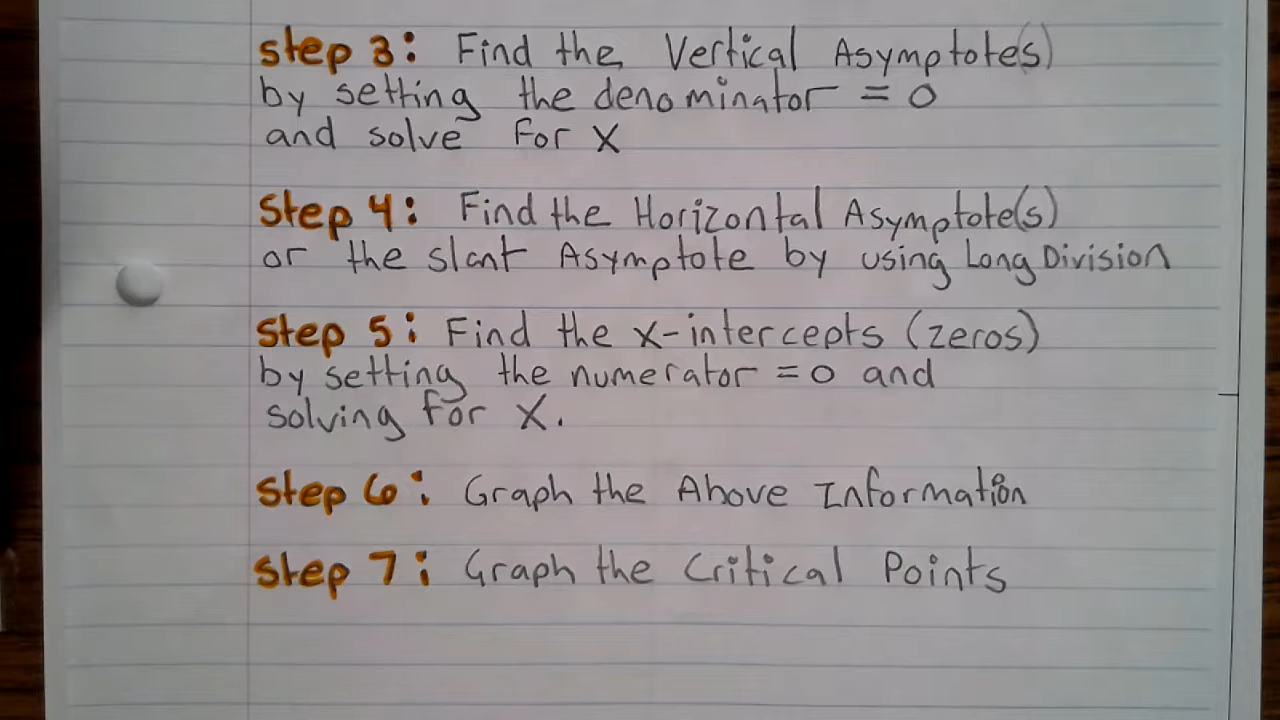 Step 3: Find the Vertical Asymptote(s)
by setting the denominator = 0
and solve for X
Step 4: Find the Horizontal Asymptote(s)
or the slant Asymptote by using Long Division
Step 5: Find the x-intercepts (zeros)
by setting the numerator = 0 and
solving for X.
Step 6: Graph the Above Information
Step 7: Graph the Critical Points